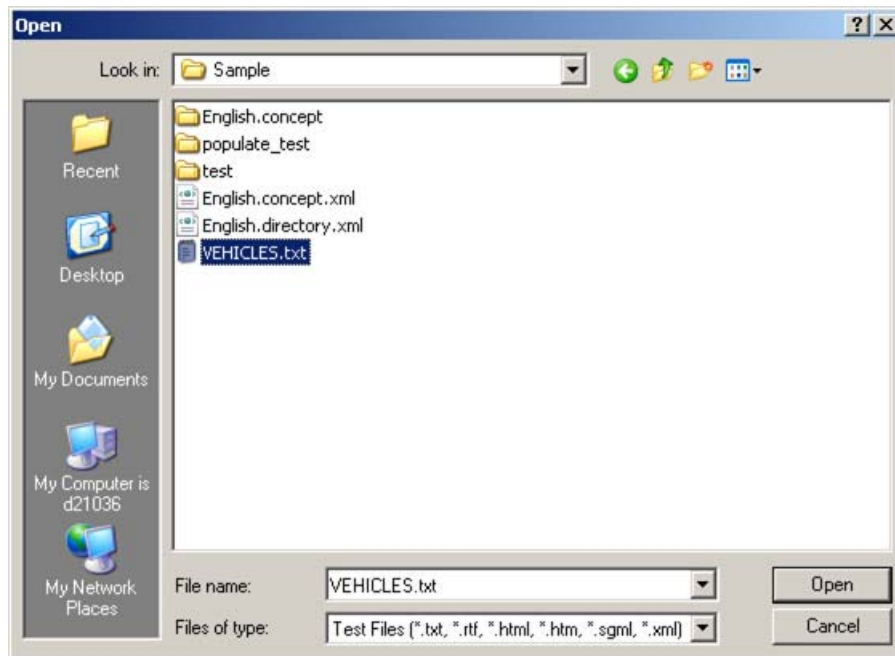 Open
Look in:
Sample
Recent
Desktop
My Documents
My Computer is
d21036
My Network
Places
English.concept
populate_test
test
English.concept.xml
English.directory.xml
VEHICLES.txt
File name:
VEHICLES.txt
Open
Files of type:
Test Files (*.txt, *.rtf, *.html, *.htm, *.sgml, *.xml)
Cancel